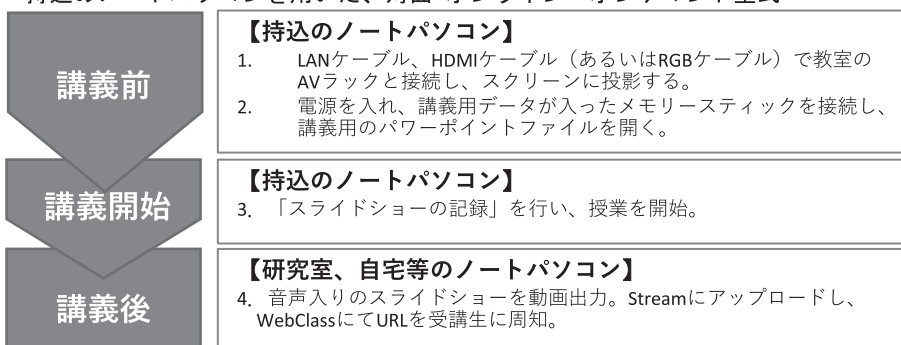 講義前
【持込のノートパソコン】
1. LANケーブル、HDMIケーブル（あるいはRGBケーブル）で教室の
AVラックと接続し、スクリーンに投影する。
2. 電源を入れ、講義用データが入ったメモリースティックを接続し、
講義用のパワーポイントファイルを開く。
講義開始
【持込のノートパソコン】
3. 「スライドショーの記録」を行い、授業を開始。
講義後
【研究室、自宅等のノートパソコン】
4. 音声入りのスライドショーを動画出力。Streamにアップロードし、
WebClassにてURLを受講生に周知。